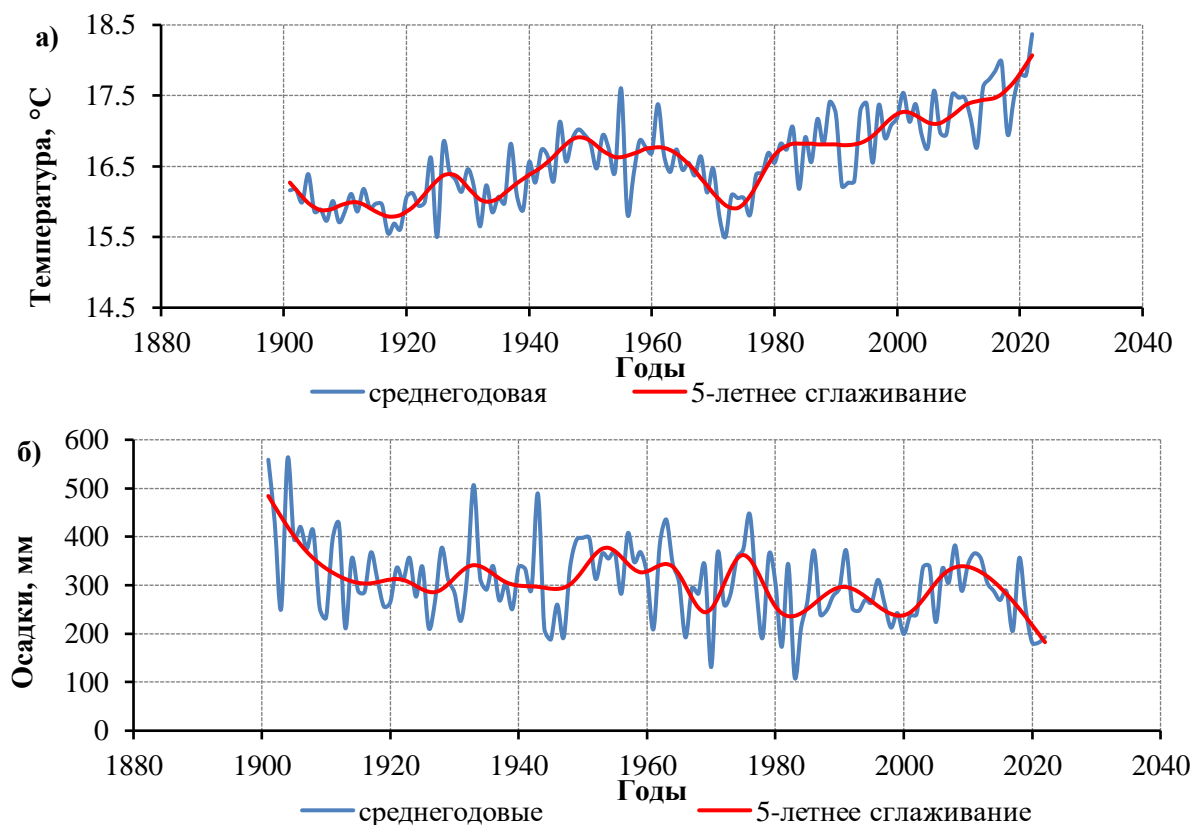 а)
Температура, °С
18.5
17.5
16.5
15.5
14.5
1880 1900 1920 1940 1960 1980 2000 2020 2040
Годы
среднегодовая 5-летнее сглаживание
б)
Осадки, мм
600
500
400
300
200
100
0
1880 1900 1920 1940 1960 1980 2000 2020 2040
Годы
среднегодовые 5-летнее сглаживание